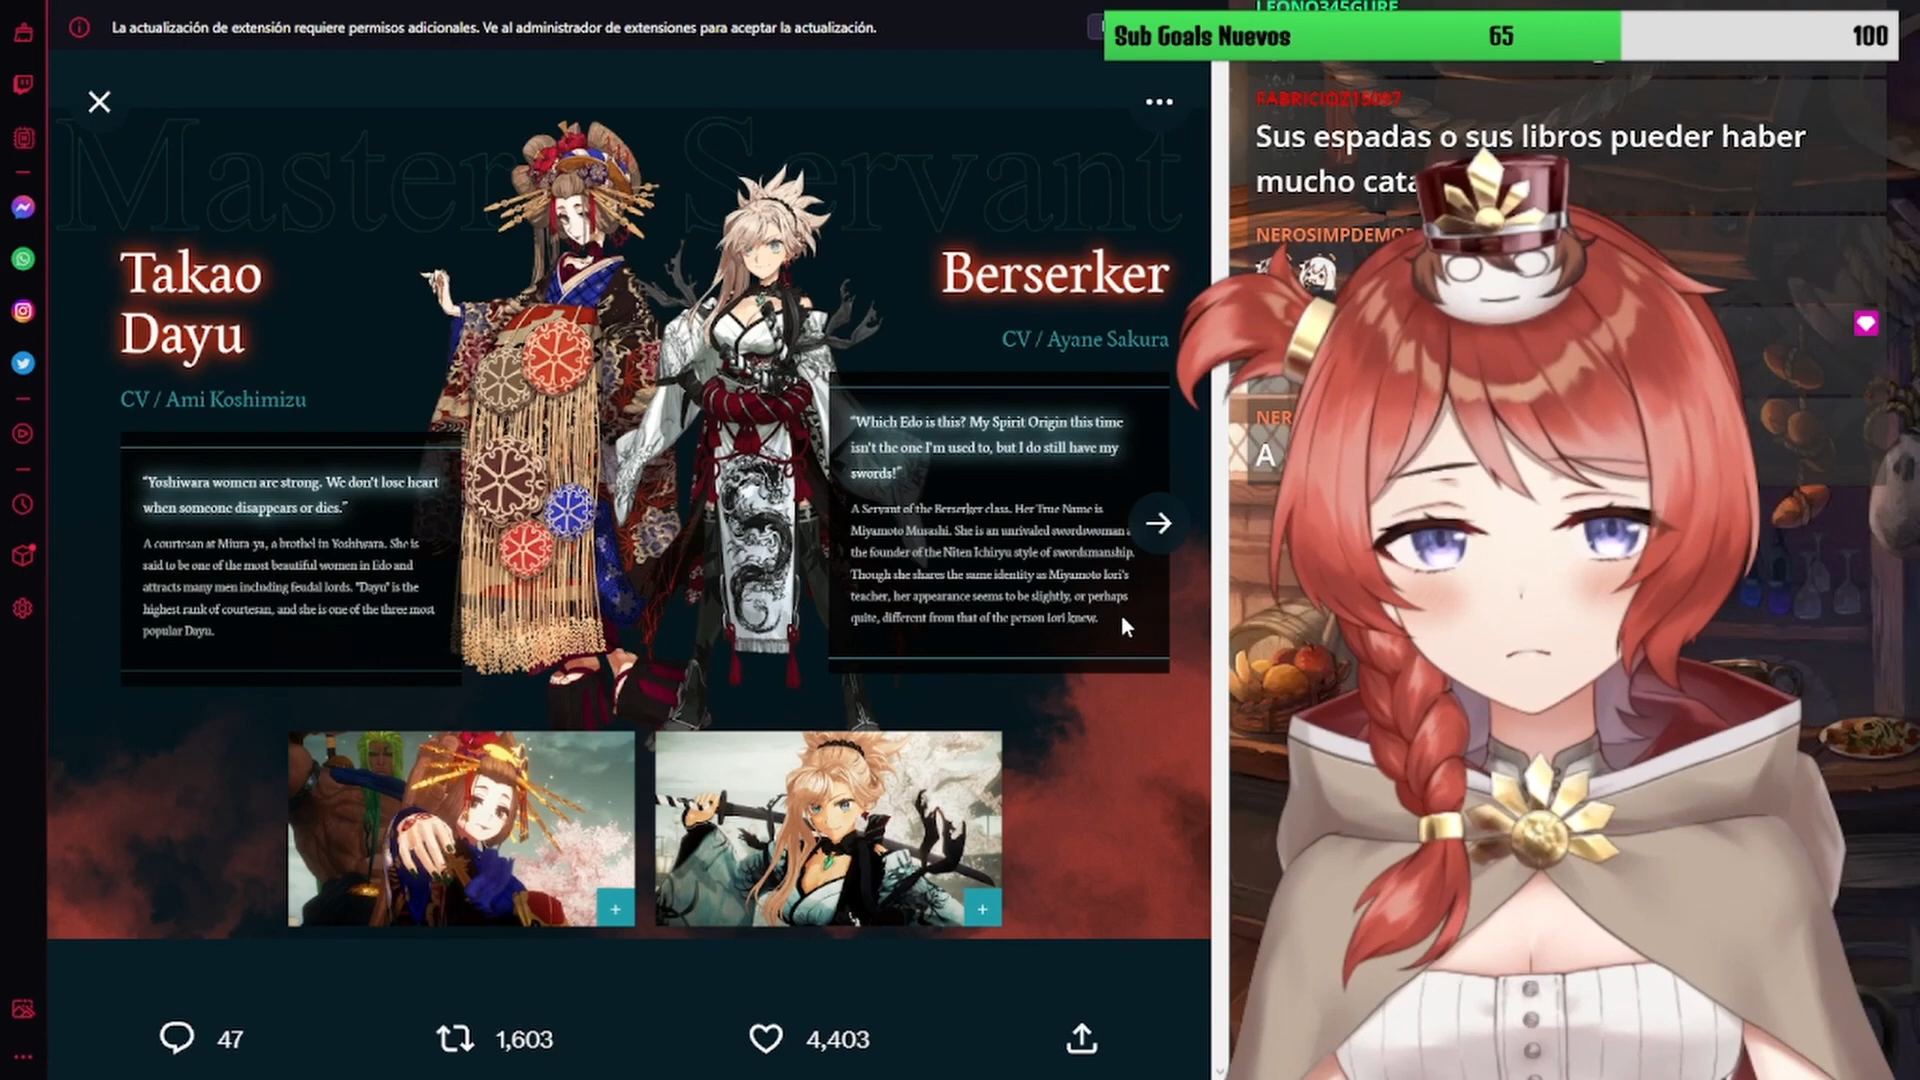 La actualización de extensión requiere permisos adicionales. Ve al administrador de extensiones para aceptar la actualización.
Master Servant
Takao
Dayu
CV / Ami Koshimizu
"Yoshiwara women are strong. We don't lose heart
when someone disappears or dies."
A courtesan at Miura-ya, a brothel in Yoshiwara. She is
said to be one of the most beautiful women in Edo and
attracts many men including feudal lords. "Dayu" is the
highest rank of courtesan, and she is one of the three most
popular Dayu.
Berserker
CV / Ayane Sakura
"Which Edo is this? My Spirit Origin this time
isn't the one I'm used to, but I do still have my
swords!"
A Servant of the Berserker class. Her True Name is
Miyamoto Musashi. She is an unrivaled swordswoman
the founder of the Niten Ichiryu style of swordsmanship.
Though she shares the same identity as Miyamoto Iori's
teacher, her appearance seems to be slightly, or perhaps
quite, different from that of the person Iori knew.
47
1,603
4,403
LEONO345GURE
Sub Goals Nuevos 65 100
FABRICIOZ15097
Sus espadas o sus libros pueder haber
mucho cata
NEROSIMPDEMO
NER
A